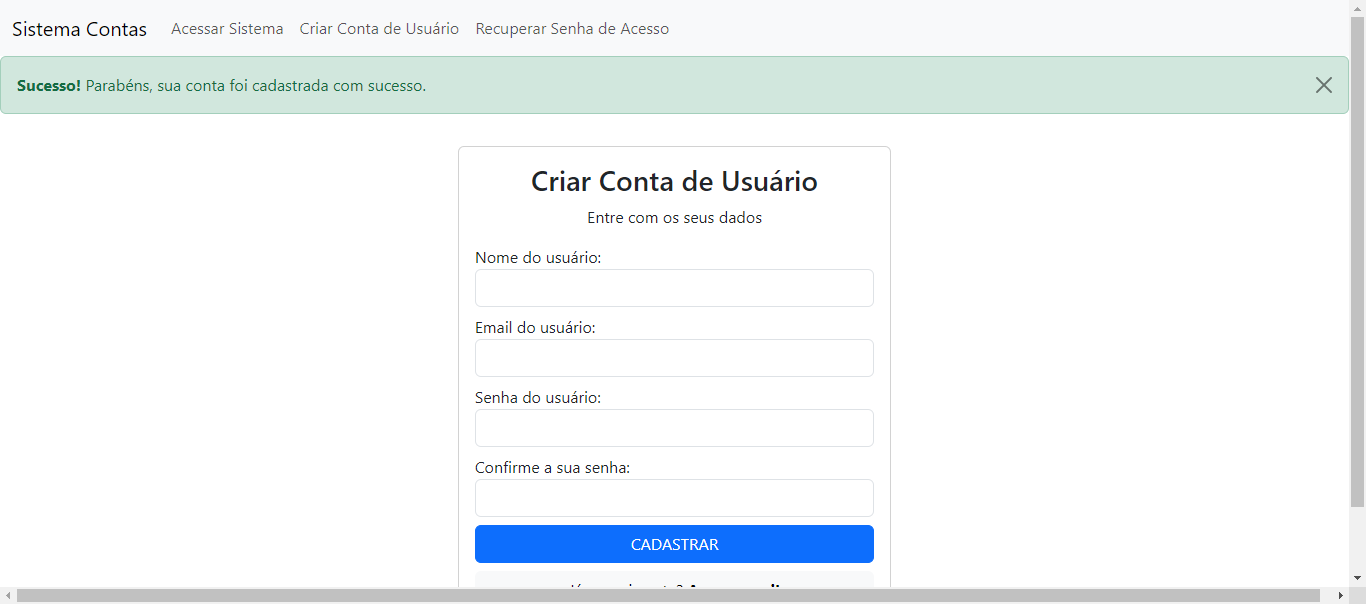 Sistema Contas Acessar Sistema Criar Conta de Usuário Recuperar Senha de Acesso
Sucesso! Parabéns, sua conta foi cadastrada com sucesso.
Criar Conta de Usuário
Entre com os seus dados
Nome do usuário:
Email do usuário:
Senha do usuário:
Confirme a sua senha:
CADASTRAR